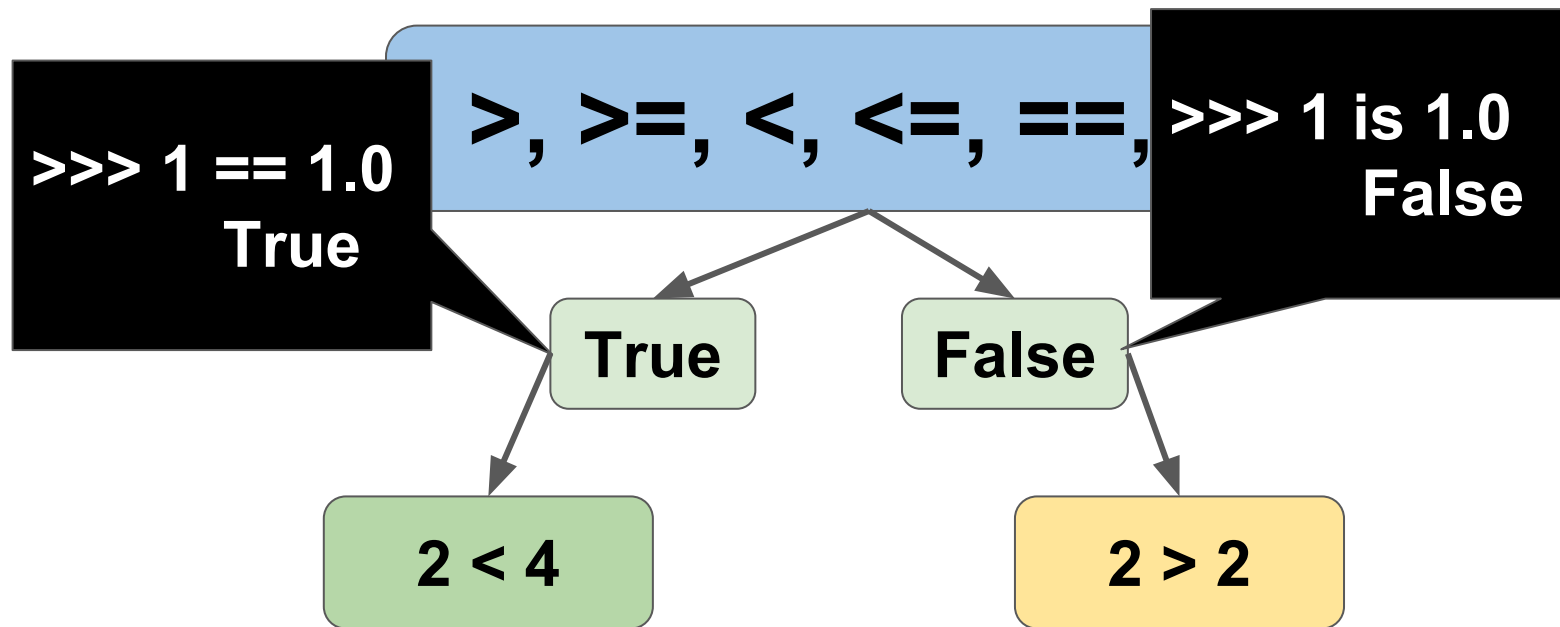 >, >=, <, <=, ==,
>>> 1 == 1.0
True
>>> 1 is 1.0
False
True
False
2 < 4
2 > 2